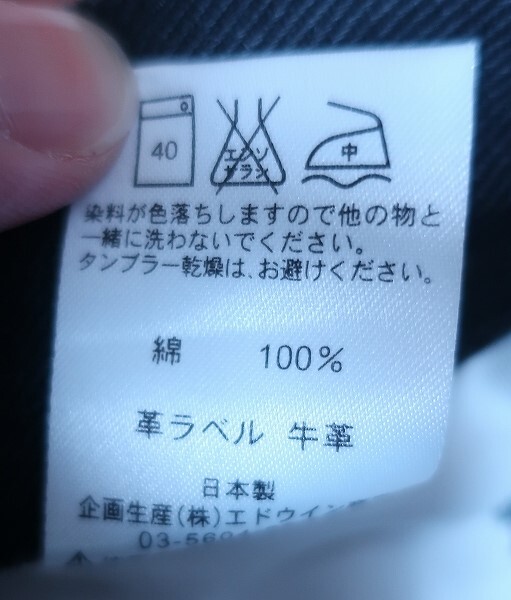 40
エンソ
サラシ
中
染料が色落ちしますので他の物と
一緒に洗わないでください。
タンブラー乾燥は、お避けください。
綿 100%
革ラベル 牛革
日本製
企画生産(株)エドウイン
03-56